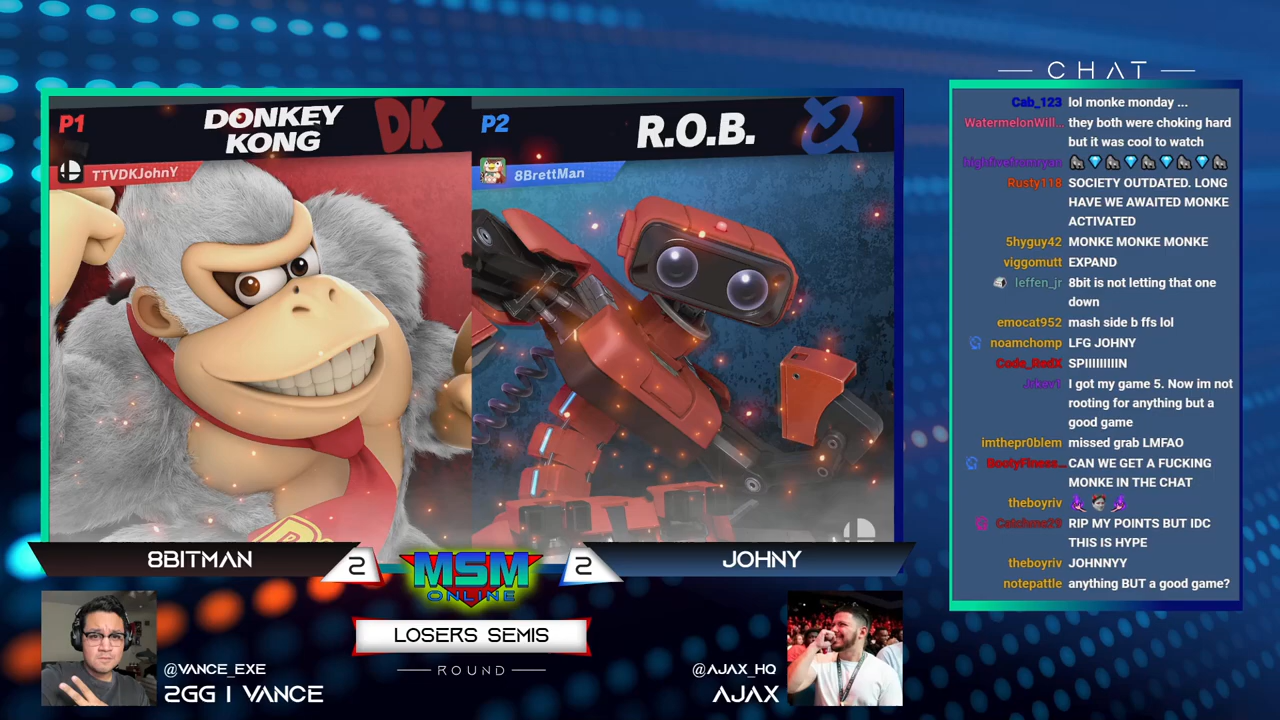 CHAT
P1
DONKEY
KONG
DK
TTVDKJohnY
P2
R.O.B.
8BrettMan
Cab_123 lol monke monday ...
WatermelonWill... they both were choking hard
but it was cool to watch
highfivefromryan
Rusty118 SOCIETY OUTDATED. LONG
HAVE WE AWAITED MONKE
ACTIVATED
5hyguy42 MONKE MONKE MONKE
viggomutt EXPAND
leffen_jr 8bit is not letting that one
down
emocat952 mash side b ffs lol
noamchomp LFG JOHNY
Code_RedX SPIIIIIIIIN
I got my game 5. Now im not
rooting for anything but a
good game
imthepr0blem missed grab LMFAO
CAN WE GET A FUCKING
MONKE IN THE CHAT
theboyriv
RIP MY POINTS BUT IDC
THIS IS HYPE
theboyriv JOHNNYY
notepattle anything BUT a good game?
8BITMAN
2
MSM
ONLINE
2
JOHNY
LOSERS SEMIS
ROUND
@VANCE_EXE
2GG | VANCE
@AJAX_HQ
AJAX